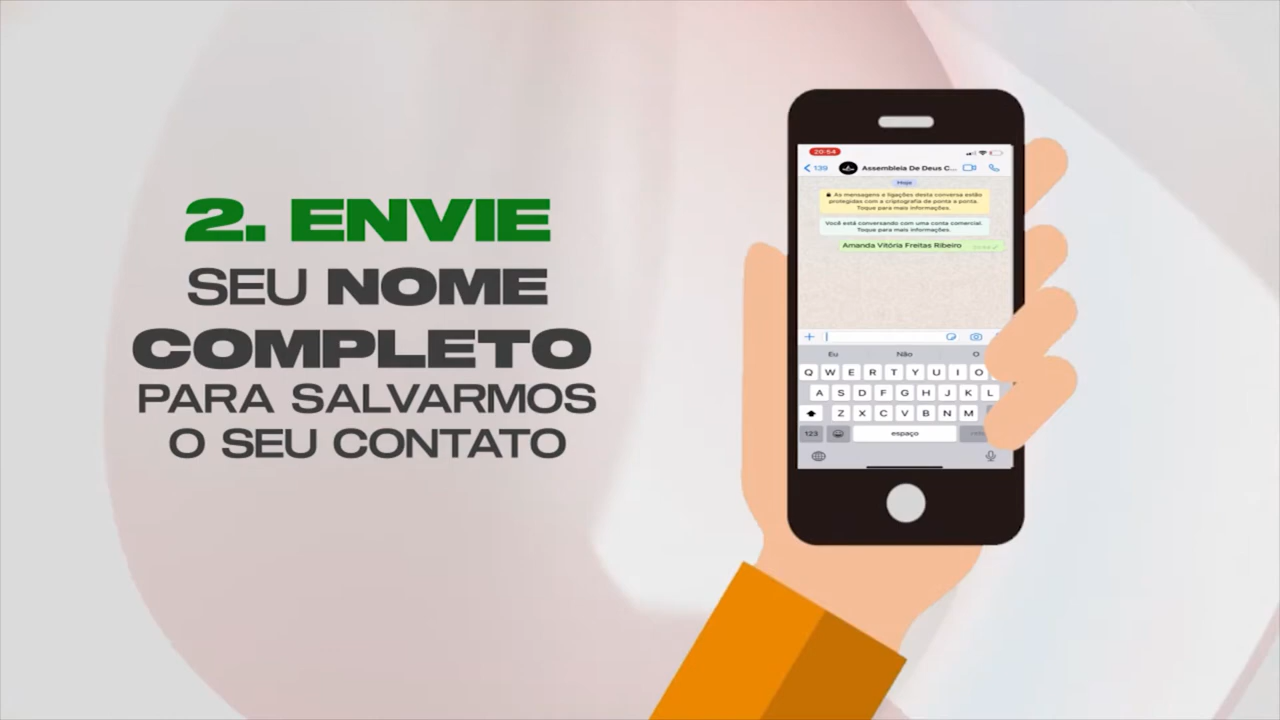 2. ENVIE
SEU NOME
COMPLETO
PARA SALVARMOS
O SEU CONTATO
20:54
139
Assembleia De Deus C...
Hoje
As mensagens e ligações desta conversa estão
protegidas com a criptografia de ponta a ponta.
Toque para mais informações.
Você está conversando com uma conta comercial.
Toque para mais informações.
Amanda Vitória Freitas Ribeiro
20:54
Eu Não O
Q W E R T Y U I O
A S D F G H J K L
Z X C V B N M
123 espaço